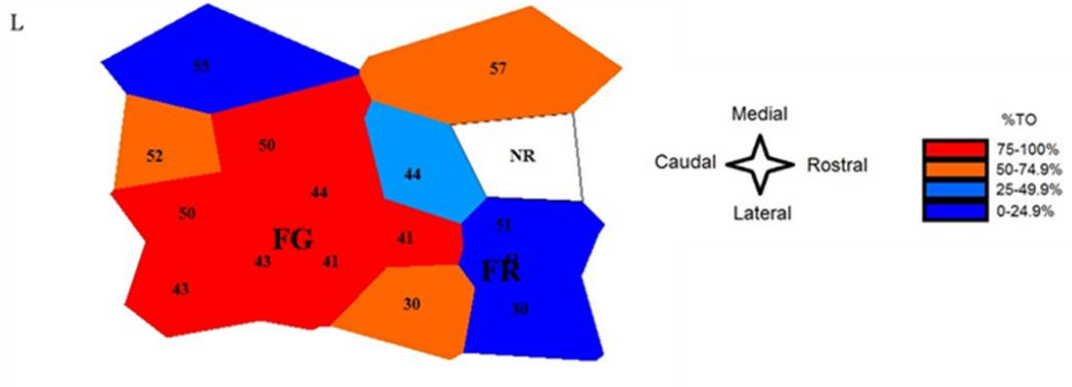 L
55
57
52
50
NR
44
44
50
51
41
FG
43
41
FR
43
30
30
Medial
Caudal
Rostral
Lateral
%TO
75-100%
50-74.9%
25-49.9%
0-24.9%